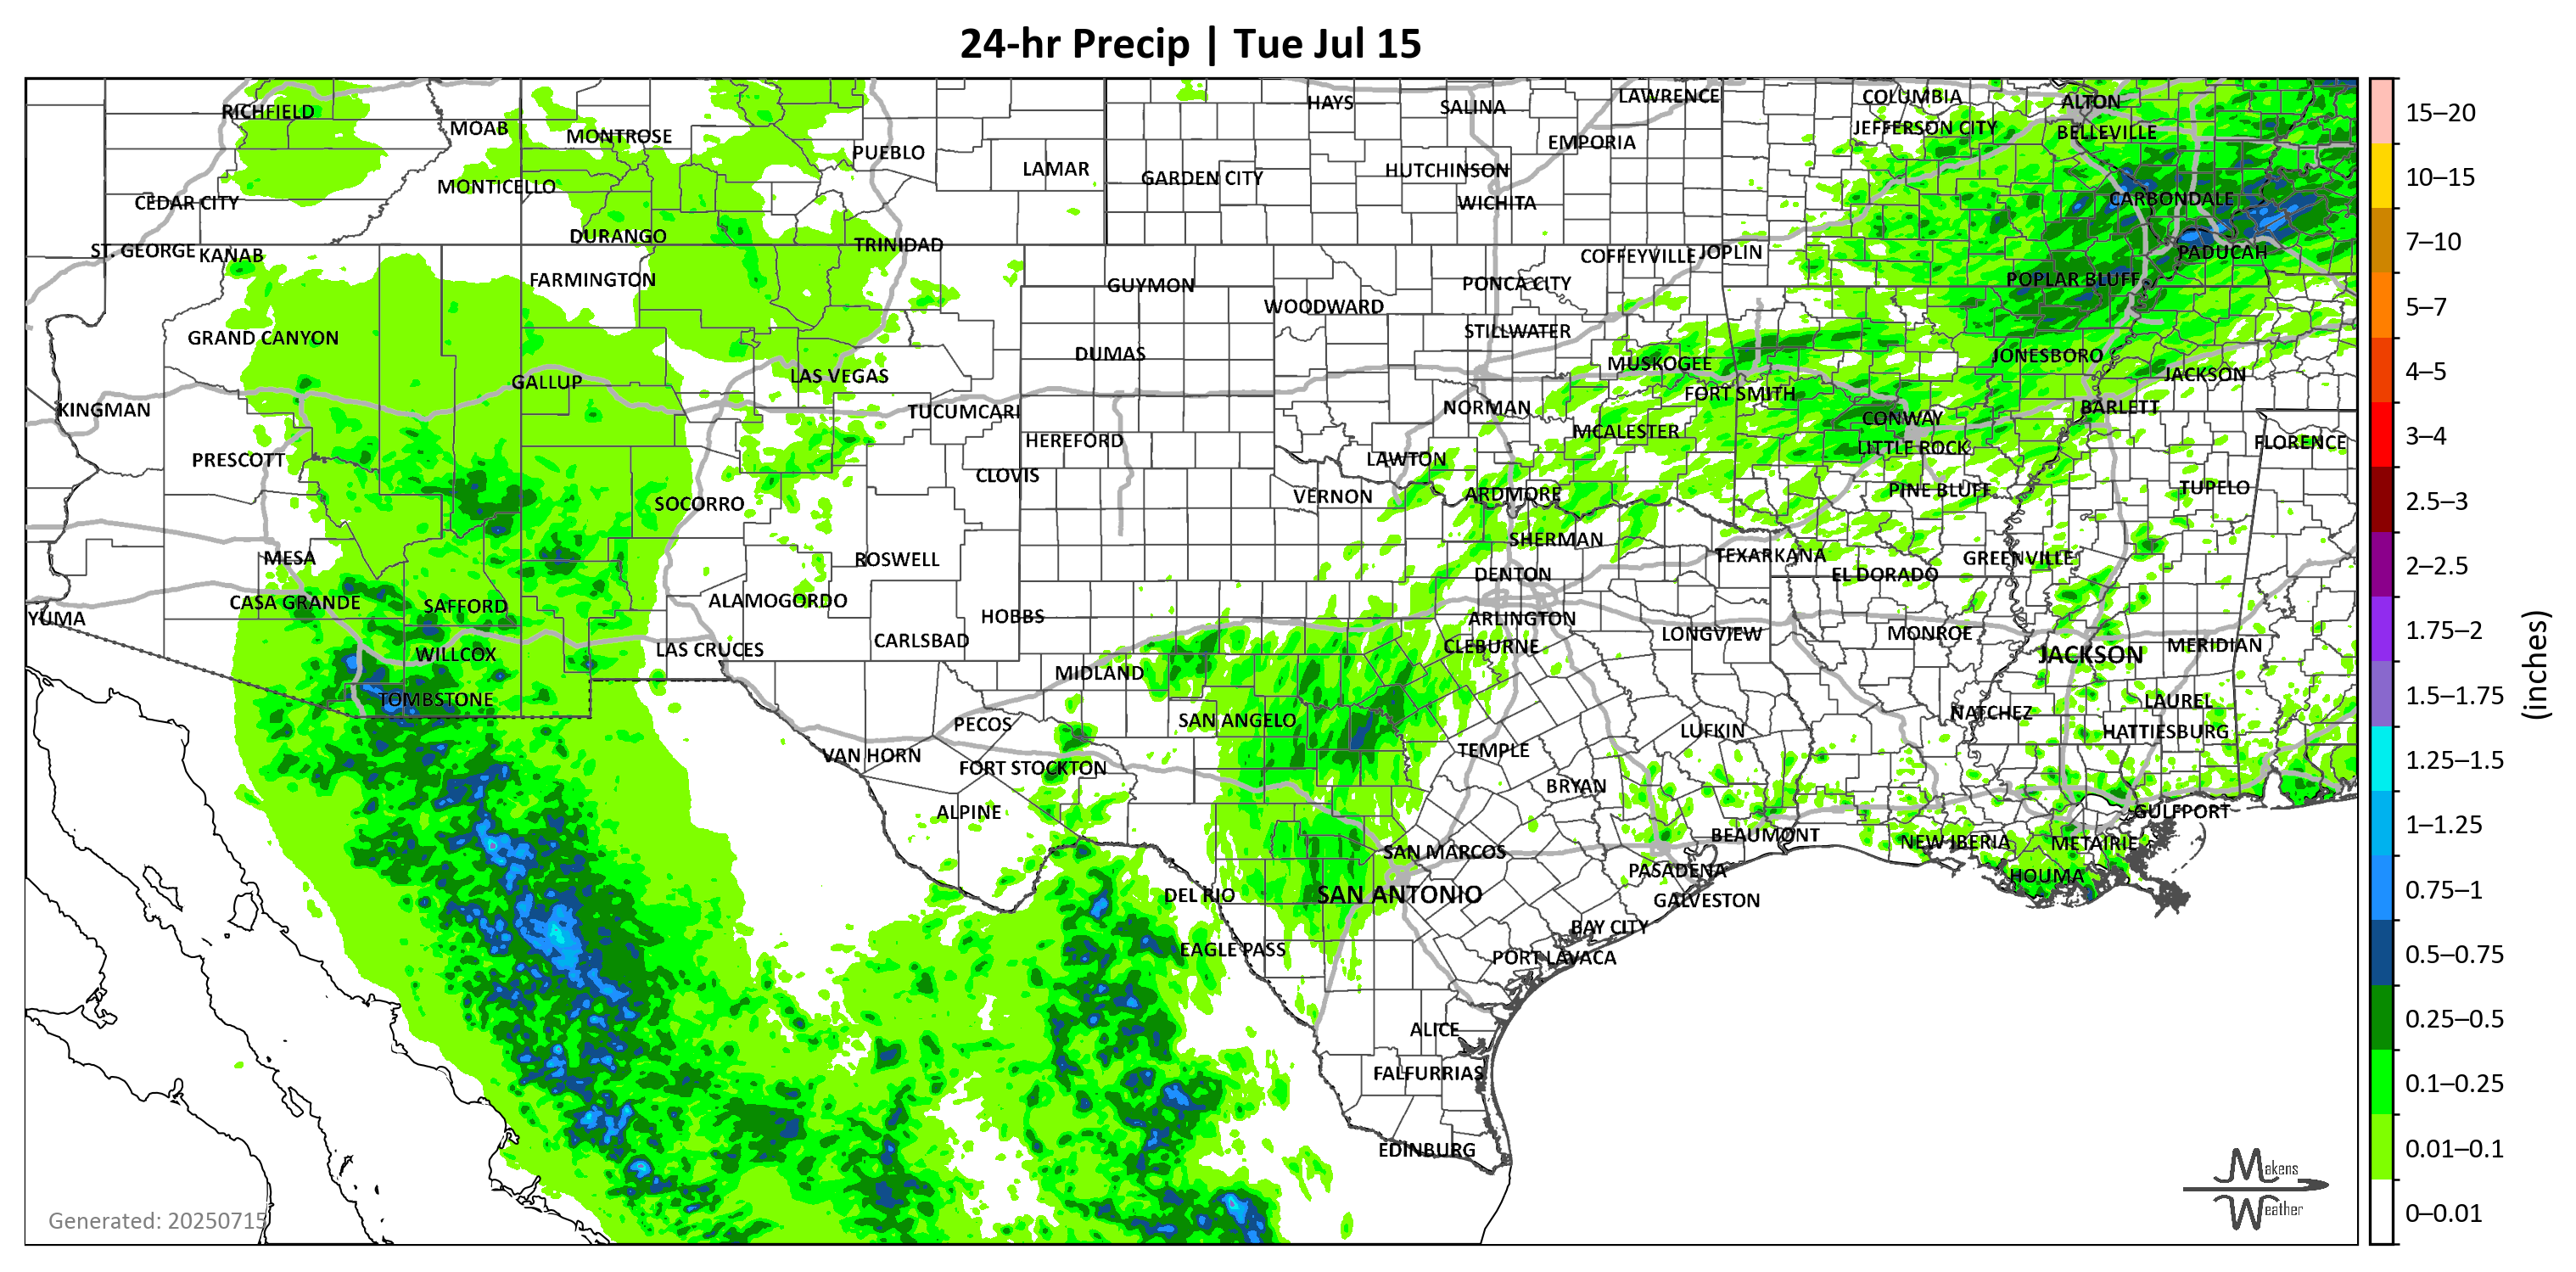 24-hr Precip | Tue Jul 15
RICHFIELD
MOAB
MONTROSE
PUEBLO
LAMAR
GARDEN CITY
HAYS
SALINA
LAWRENCE
EMPORIA
HUTCHINSON
WICHITA
COLUMBIA
JEFFERSON CITY
ALTON
BELLEVILLE
MONTICELLO
CEDAR CITY
CARBONDALE
ST. GEORGE
KANAB
DURANGO
TRINIDAD
COFFEYVILLE
JOPLIN
PADUCAH
FARMINGTON
GUYMON
WOODWARD
PONCA CITY
POPLAR BLUFF
GRAND CANYON
DUMAS
STILLWATER
MUSKOGEE
JONESBORO
GALLUP
LAS VEGAS
FORT SMITH
JACKSON
KINGMAN
TUCUMCARI
NORMAN
CONWAY
BARLETT
HEREFORD
MCALESTER
LITTLE ROCK
FLORENCE
PRESCOTT
CLOVIS
LAWTON
SOCORRO
VERNON
ARDMORE
PINE BLUFF
TUPELO
MESA
ROSWELL
SHERMAN
TEXARKANA
GREENVILLE
DENTON
EL DORADO
YUMA
CASA GRANDE
SAFFORD
ALAMOGORDO
HOBBS
ARLINGTON
CARLSBAD
CLEBURNE
LONGVIEW
MONROE
MERIDIAN
WILLCOX
LAS CRUCES
JACKSON
MIDLAND
TOMBSTONE
PECOS
SAN ANGELO
LAUREL
NATCHEZ
LUFKIN
HATTIESBURG
VAN HORN
FORT STOCKTON
TEMPLE
BRYAN
ALPINE
GULFPORT
BEAUMONT
NEW IBERIA
METAIRIE
SAN MARCOS
PASADENA
HOUMA
DEL RIO
SAN ANTONIO
GALVESTON
BAY CITY
EAGLE PASS
PORT LAVACA
ALICE
FALFURRIAS
EDINBURG
Generated: 20250715
Makens
Weather
15–20
10–15
7–10
5–7
4–5
3–4
2.5–3
2–2.5
1.75–2
1.5–1.75
1.25–1.5
1–1.25
0.75–1
0.5–0.75
0.25–0.5
0.1–0.25
0.01–0.1
0–0.01
(inches)